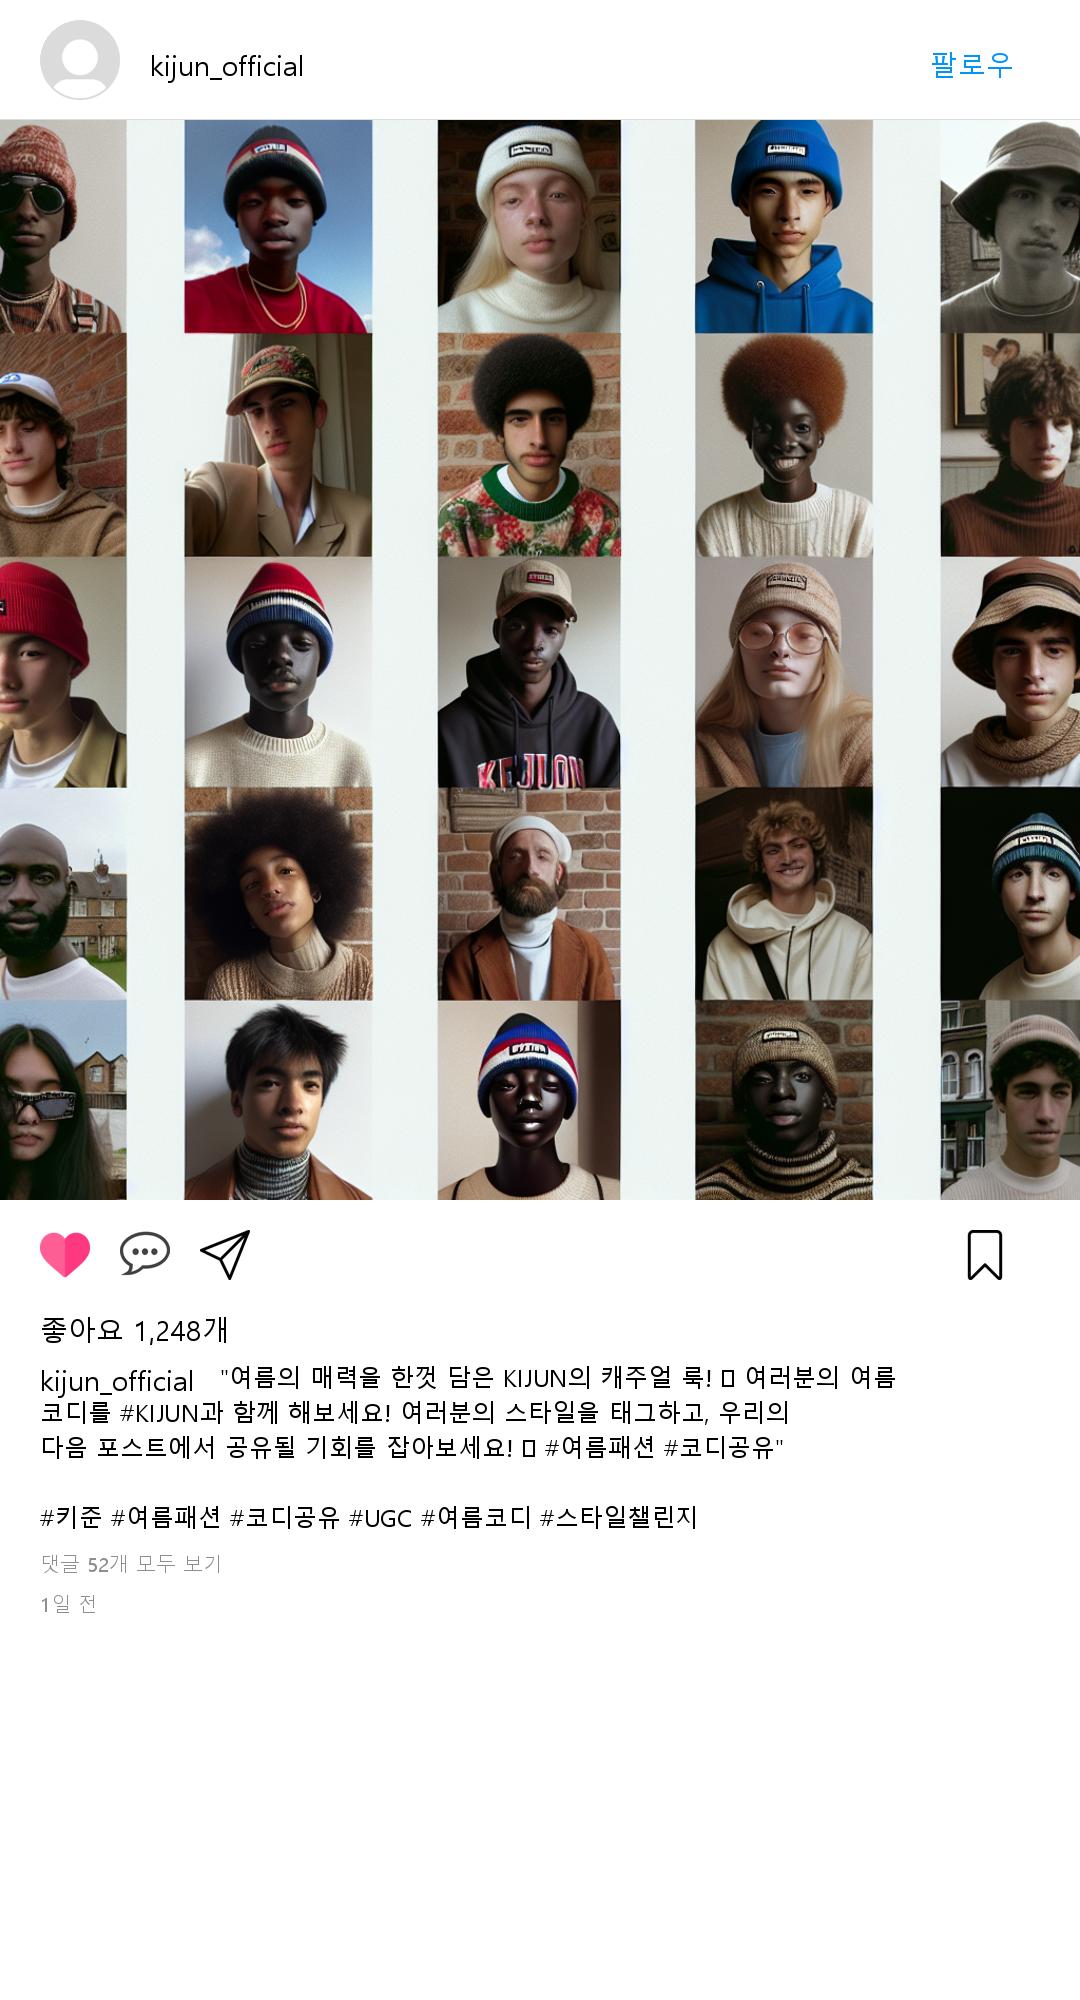 kijun_official
팔로우
KEJUON
좋아요 1,248개
kijun_official "여름의 매력을 한껏 담은 KIJUN의 캐주얼 룩! 여러분의 여름
코디를 #KIJUN과 함께 해보세요! 여러분의 스타일을 태그하고, 우리의
다음 포스트에서 공유될 기회를 잡아보세요! #여름패션 #코디공유"
#키준 #여름패션 #코디공유 #UGC #여름코디 #스타일챌린지
댓글 52개 모두 보기
1일 전